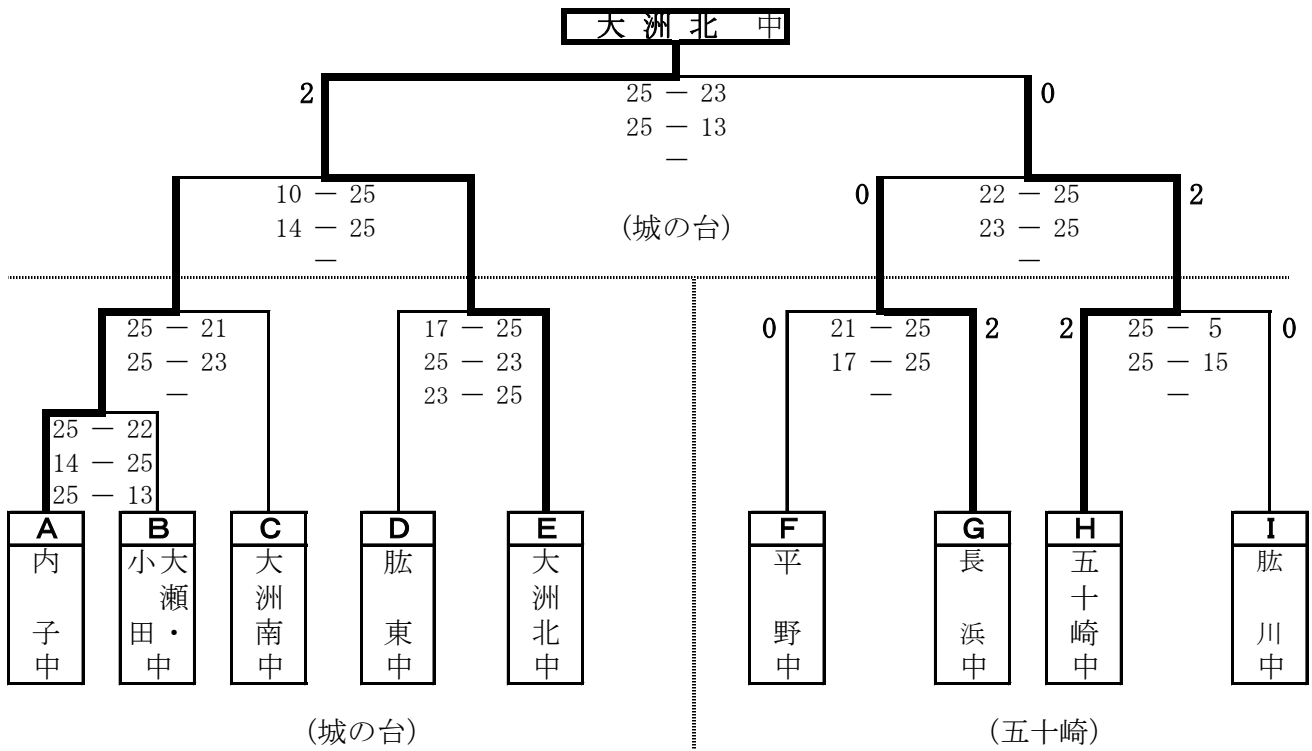 大洲北 中
2
25 － 23
0
25 － 13
－
10 － 25
14 － 25
－
(城の台)
0
22 － 25
2
23 － 25
－
25 － 21
25 － 23
－
17 － 25
25 － 23
23 － 25
0
21 － 25
2
17 － 25
－
2
25 － 5
0
25 － 15
－
25 － 22
14 － 25
25 － 13
A
B
C
D
E
F
G
H
I
内子中
大瀬・中
小田
大洲南中
肱東中
大洲北中
平野中
長浜中
五十崎中
肱川中
(城の台)
(五十崎)